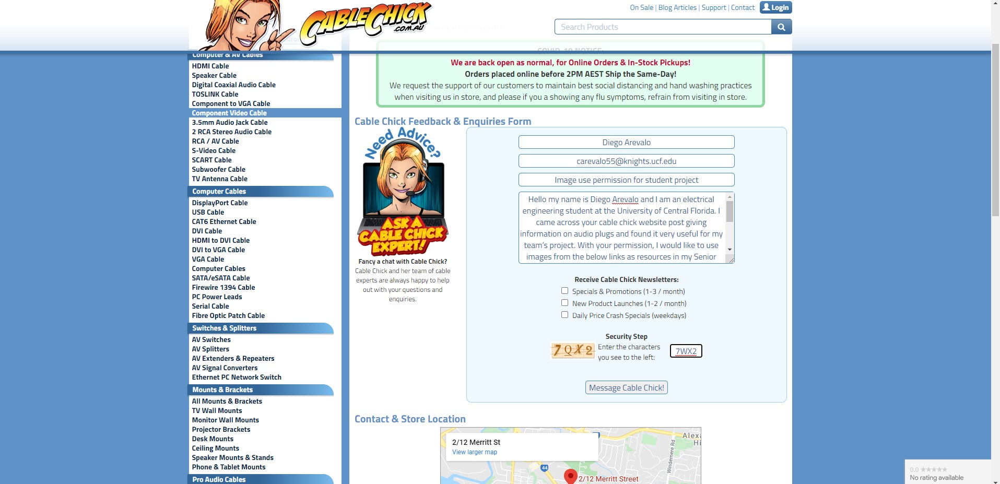 CABLECHICK
.COM.AU
On Sale | Blog Articles | Support | Contact
Login
Search Products
Computer & AV Cables
HDMI Cable
Speaker Cable
Digital Coaxial Audio Cable
TOSLINK Cable
Component to VGA Cable
Component Video Cable
3.5mm Audio Jack Cable
2 RCA Stereo Audio Cable
RCA / AV Cable
S-Video Cable
SCART Cable
Subwoofer Cable
TV Antenna Cable
Computer Cables
DisplayPort Cable
USB Cable
CAT6 Ethernet Cable
DVI Cable
HDMI to DVI Cable
DVI to VGA Cable
VGA Cable
Computer Cables
SATA/eSATA Cable
Firewire 1394 Cable
PC Power Leads
Serial Cable
Fibre Optic Patch Cable
Switches & Splitters
AV Switches
AV Splitters
AV Extenders & Repeaters
AV Signal Converters
Ethernet PC Network Switch
Mounts & Brackets
All Mounts & Brackets
TV Wall Mounts
Monitor Wall Mounts
Projector Brackets
Desk Mounts
Ceiling Mounts
Speaker Mounts & Stands
Phone & Tablet Mounts
Pro Audio Cables
COVID-19 NOTICE:
We are back open as normal, for Online Orders & In-Stock Pickups!
Orders placed online before 2PM AEST Ship the Same-Day!
We request the support of our customers to maintain best social distancing and hand washing practices
when visiting us in store, and please if you a showing any flu symptoms, refrain from visiting in store.
Cable Chick Feedback & Enquiries Form
Need Advice?
ASK A
CABLE CHICK
EXPERT!
Fancy a chat with Cable Chick?
Cable Chick and her team of cable
experts are always happy to help
out with your questions and
enquiries.
Diego Arevalo
carevalo55@knights.ucf.edu
Image use permission for student project
Hello my name is Diego Arevalo and I am an electrical
engineering student at the University of Central Florida. I
came across your cable chick website post giving
information on audio plugs and found it very useful for my
team's project. With your permission, I would like to use
images from the below links as resources in my Senior
Receive Cable Chick Newsletters:
Specials & Promotions (1-3 / month)
New Product Launches (1-2 / month)
Daily Price Crash Specials (weekdays)
Security Step
7QX2
Enter the characters
you see to the left:
7WX2
Message Cable Chick!
Contact & Store Location
2/12 Merritt St
View larger map
44
2/12 Merritt Street
Windemere Rd
0.0 ★★★★★
No rating available